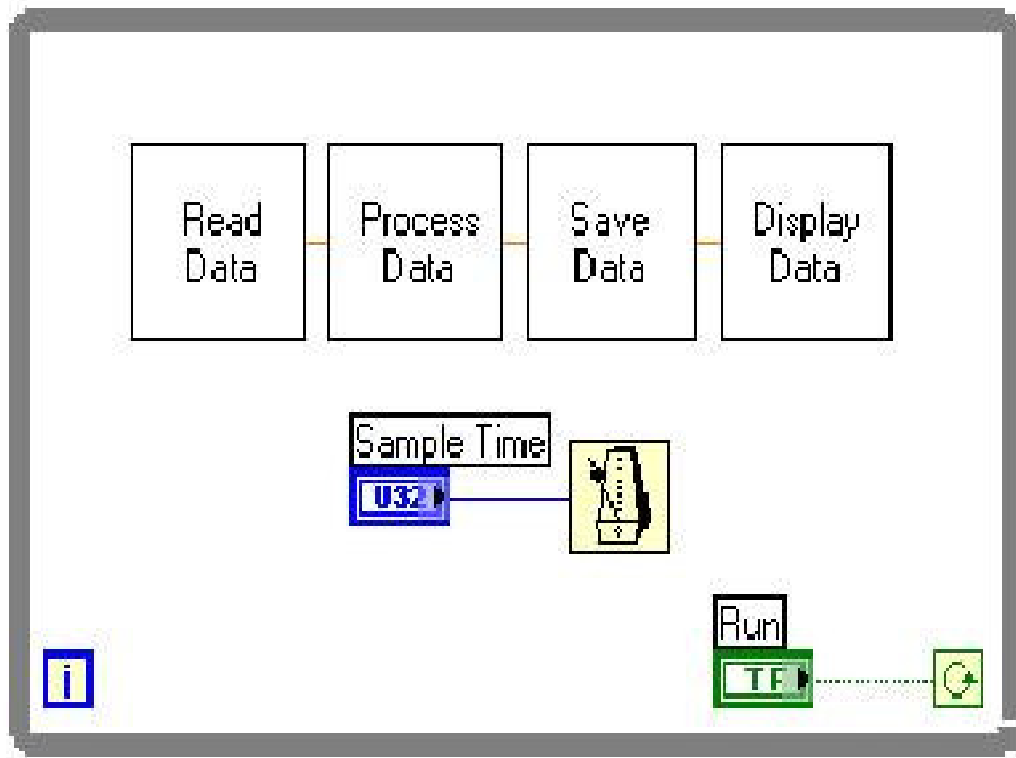 Read
Data
Process
Data
Save
Data
Display
Data
Sample Time
U32
Run
TF
i